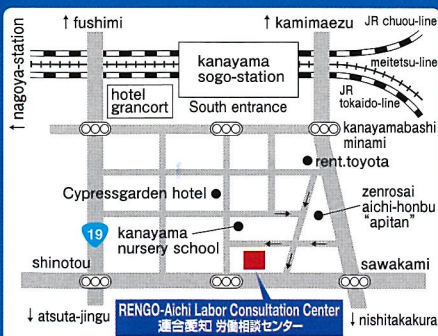 ↑ fushimi
↑ kamimaezu
JR chuou-line
↑ nagoya-station
kanayama
sogo-station
meitetsu-line
hotel
grancort
South entrance
JR
tokaido-line
kanayamabashi
minami
rent.toyota
Cypressgarden hotel
zenrosai
aichi-honbu
"apitan"
19
kanayama
nursery school
shinotou
sawakami
RENGO-Aichi Labor Consultation Center
連合愛知 労働相談センター
↓ atsuta-jingu
↓ nishitakakura